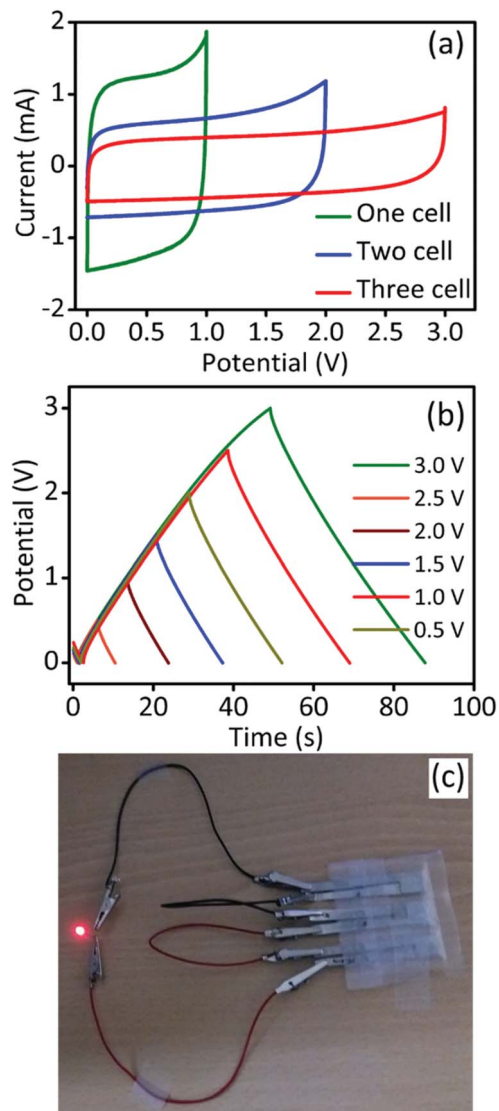 (a)
2
1
0
-1
-2
Current (mA)
One cell
Two cell
Three cell
0.0 0.5 1.0 1.5 2.0 2.5 3.0
Potential (V)
(b)
3
2
1
0
Potential (V)
3.0 V
2.5 V
2.0 V
1.5 V
1.0 V
0.5 V
0 20 40 60 80 100
Time (s)
(c)